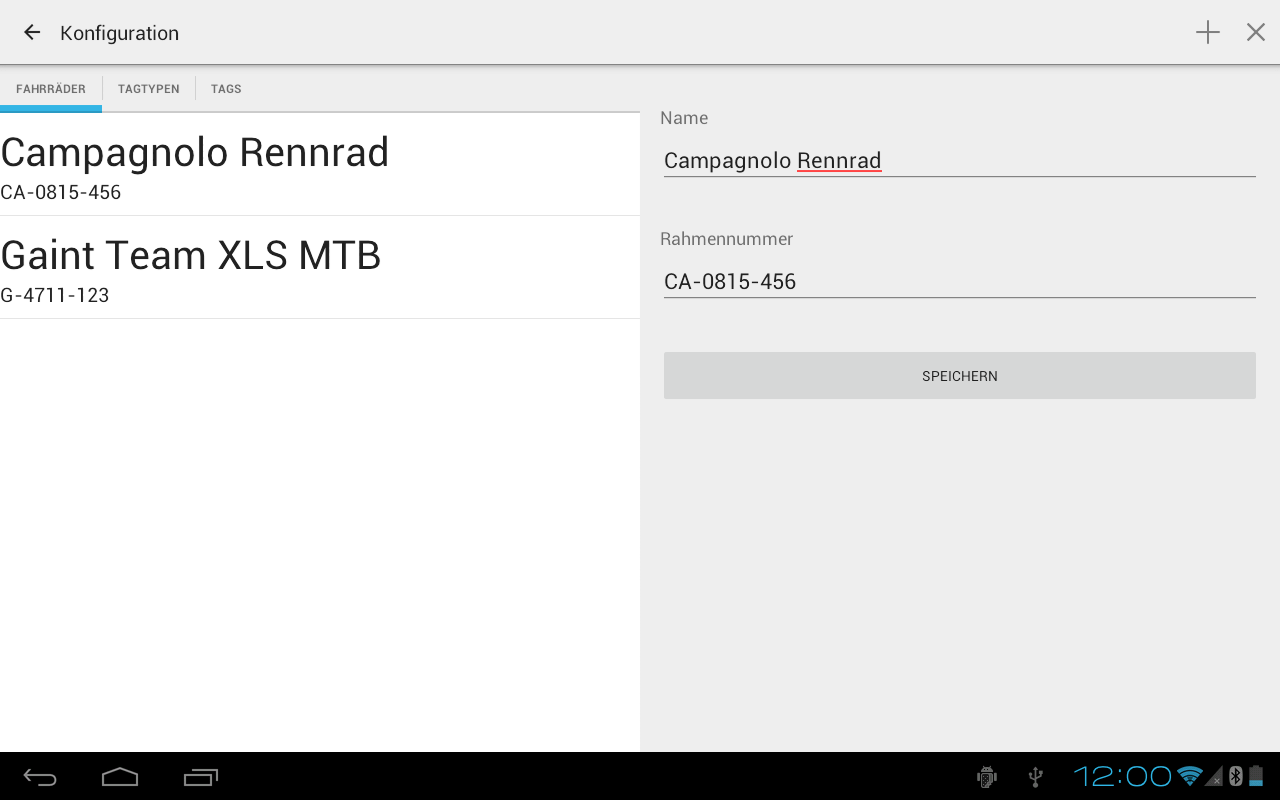 Konfiguration
FAHRRÄDER
TAGTYPEN
TAGS
Campagnolo Rennrad
CA-0815-456
Gaint Team XLS MTB
G-4711-123
Name
Campagnolo Rennrad
Rahmennummer
CA-0815-456
SPEICHERN
12:00